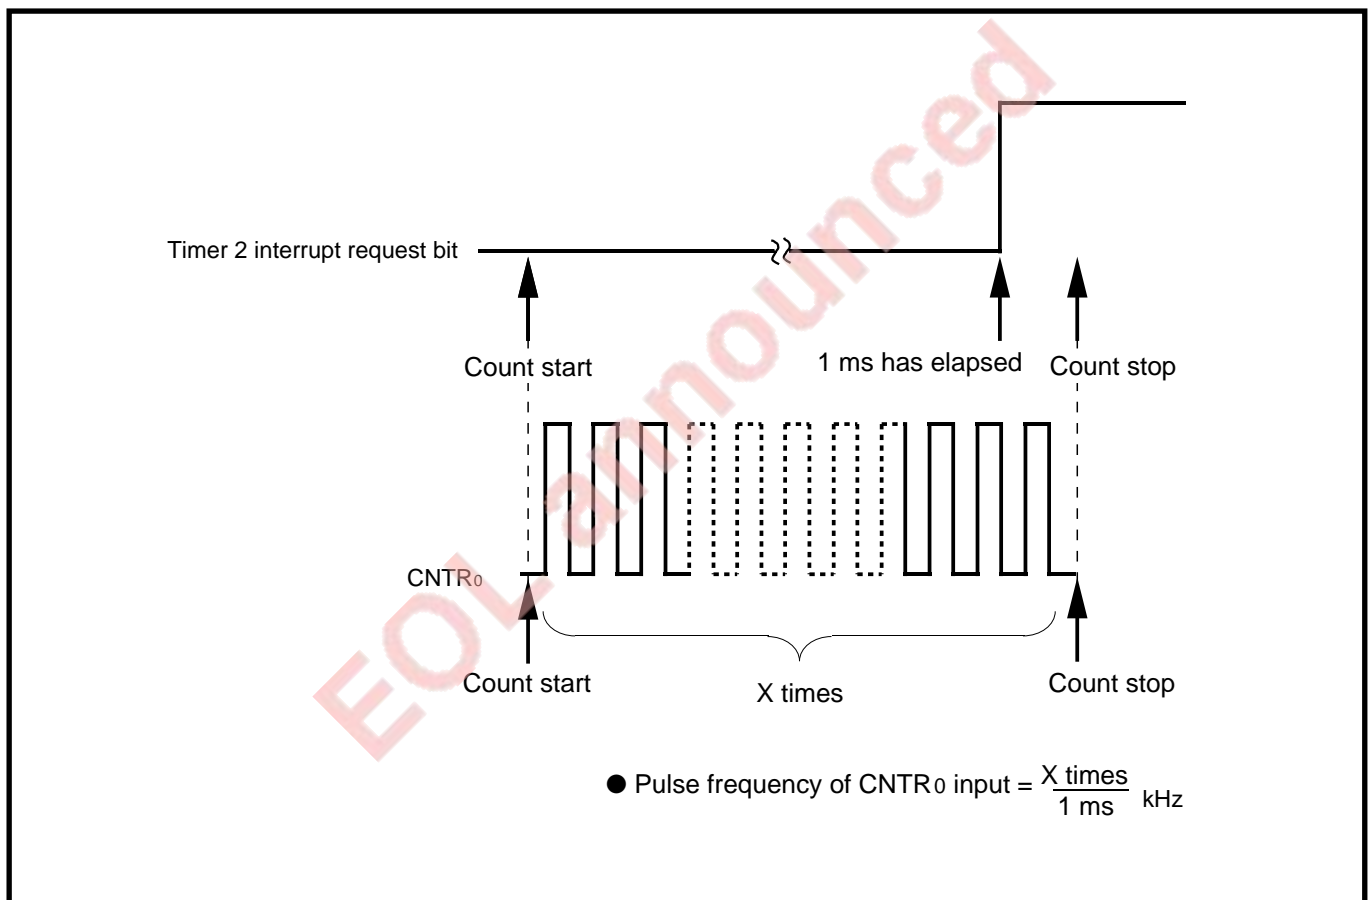 EOL announced
Timer 2 interrupt request bit
Count start
1 ms has elapsed
Count stop
CNTR0
Count start
X times
Count stop
● Pulse frequency of CNTR0 input = X times
1 ms kHz